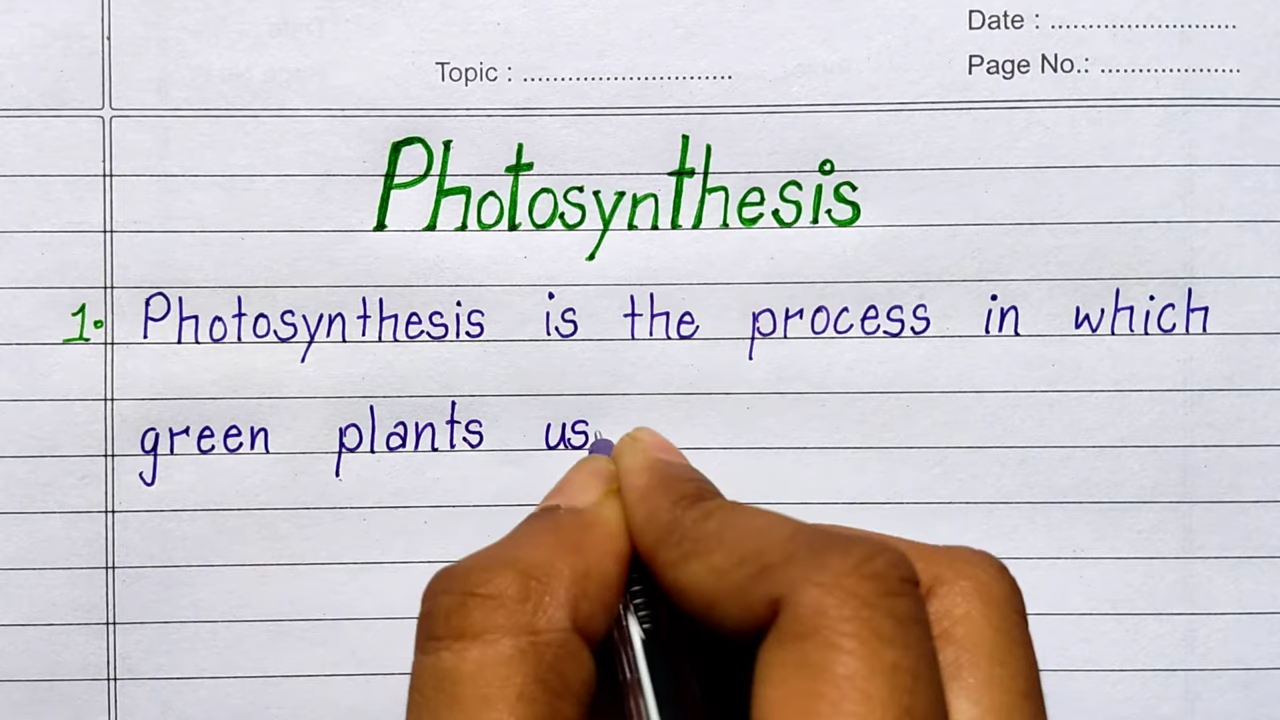 Date : ............................
Topic : ............................
Page No.: ...................
Photosynthesis
1. Photosynthesis is the process in which
green plants us